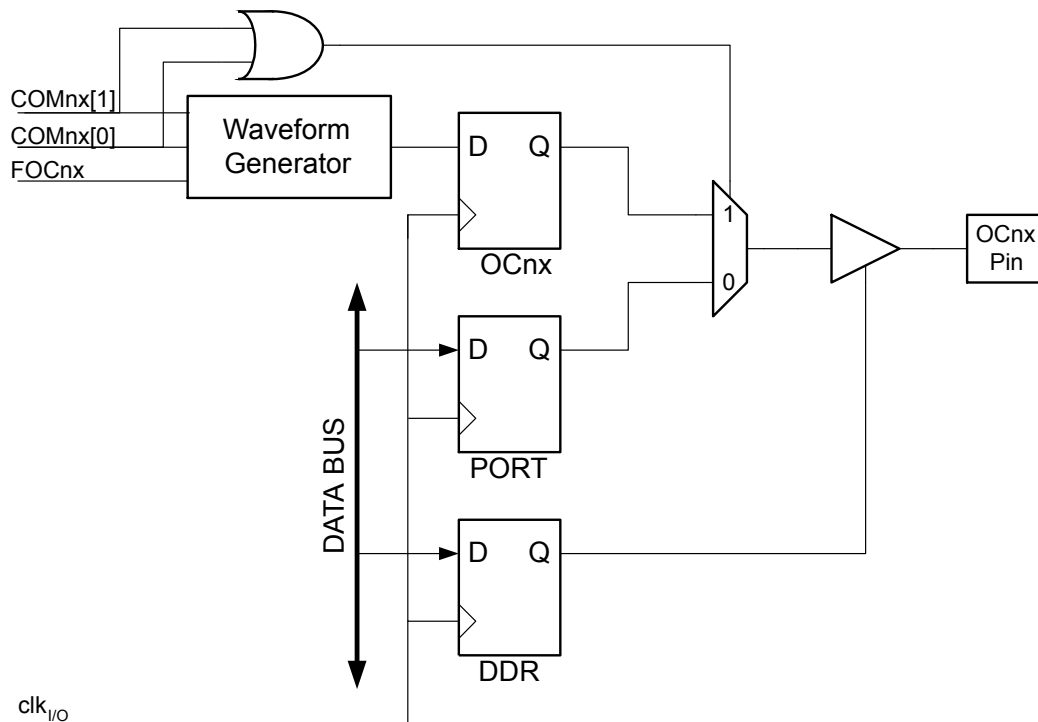 COMnx[1]
COMnx[0]
FOCnx
Waveform
Generator
D Q
OCnx
1
0
OCnx
Pin
D Q
PORT
DATA BUS
D Q
DDR
clkI/O